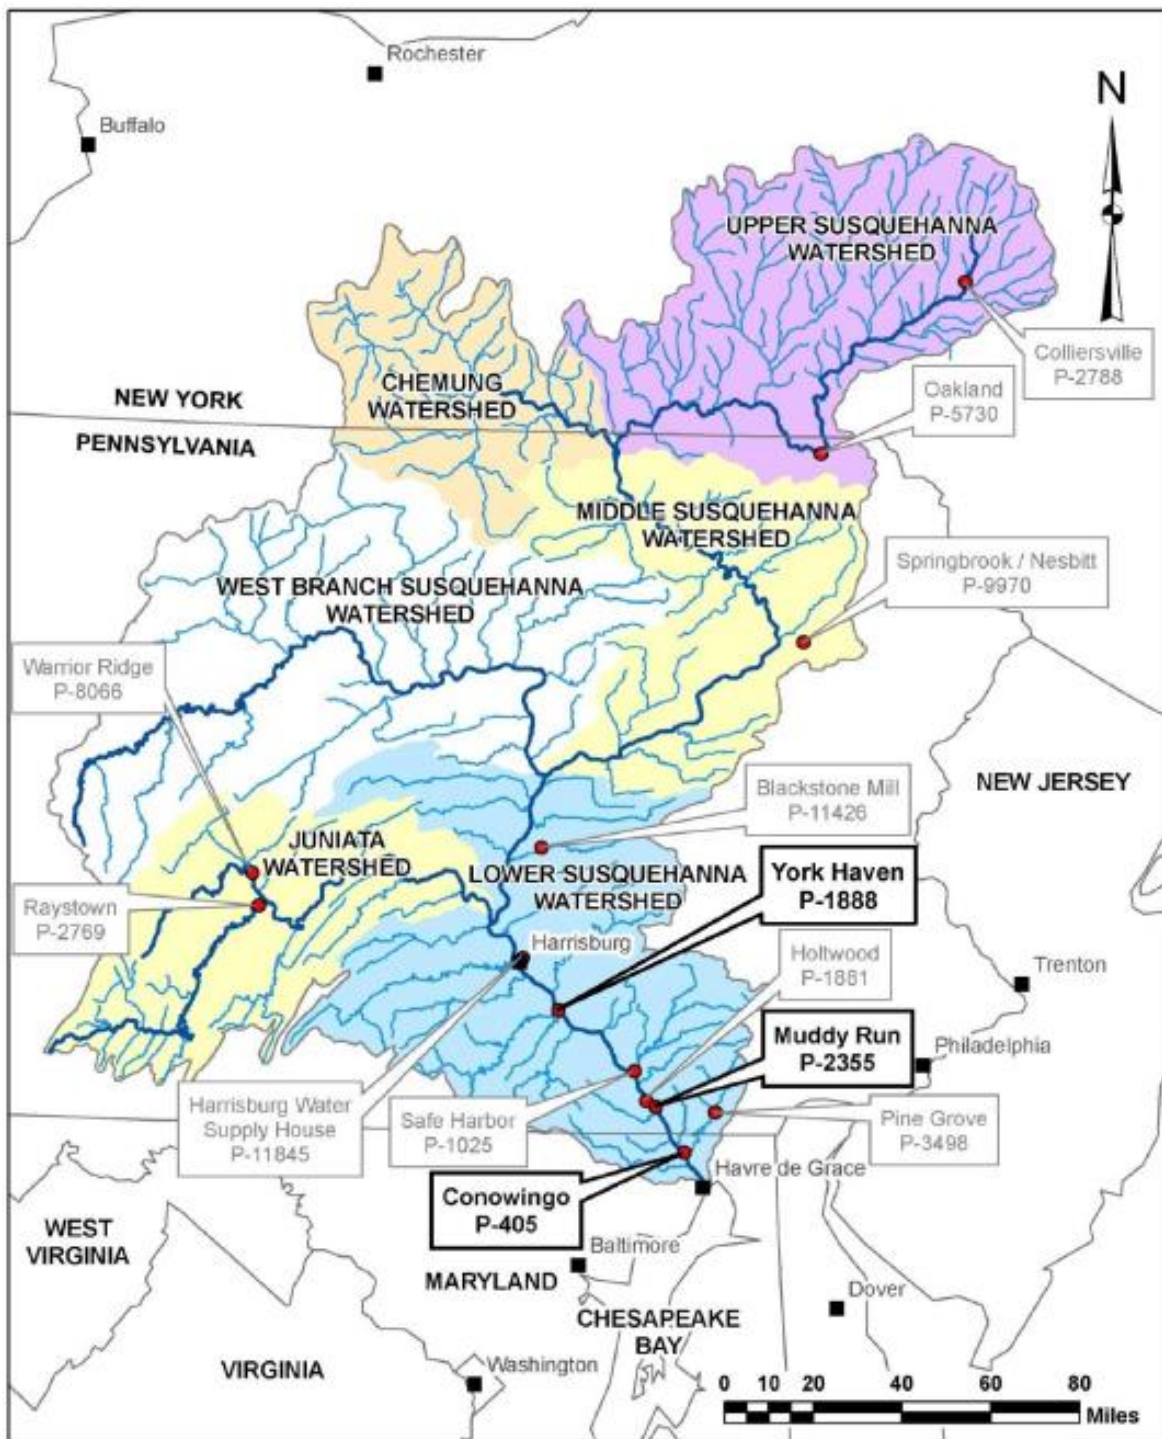 Rochester
N
Buffalo
UPPER SUSQUEHANNA
WATERSHED
Colliersville
P-2788
CHEMUNG
WATERSHED
Oakland
P-5730
NEW YORK
PENNSYLVANIA
MIDDLE SUSQUEHANNA
WATERSHED
Springbrook / Nesbitt
P-9970
WEST BRANCH SUSQUEHANNA
WATERSHED
Warrior Ridge
P-8066
NEW JERSEY
Blackstone Mill
P-11426
JUNIATA
WATERSHED
LOWER SUSQUEHANNA
WATERSHED
York Haven
P-1888
Raystown
P-2769
Harrisburg
Holtwood
P-1881
Trenton
Muddy Run
P-2355
Philadelphia
Harrisburg Water
Supply House
P-11845
Safe Harbor
P-1025
Pine Grove
P-3498
Havre de Grace
Conowingo
P-405
WEST
VIRGINIA
Baltimore
MARYLAND
Dover
CHESAPEAKE
BAY
VIRGINIA
Washington
0 10 20 40 60 80
Miles